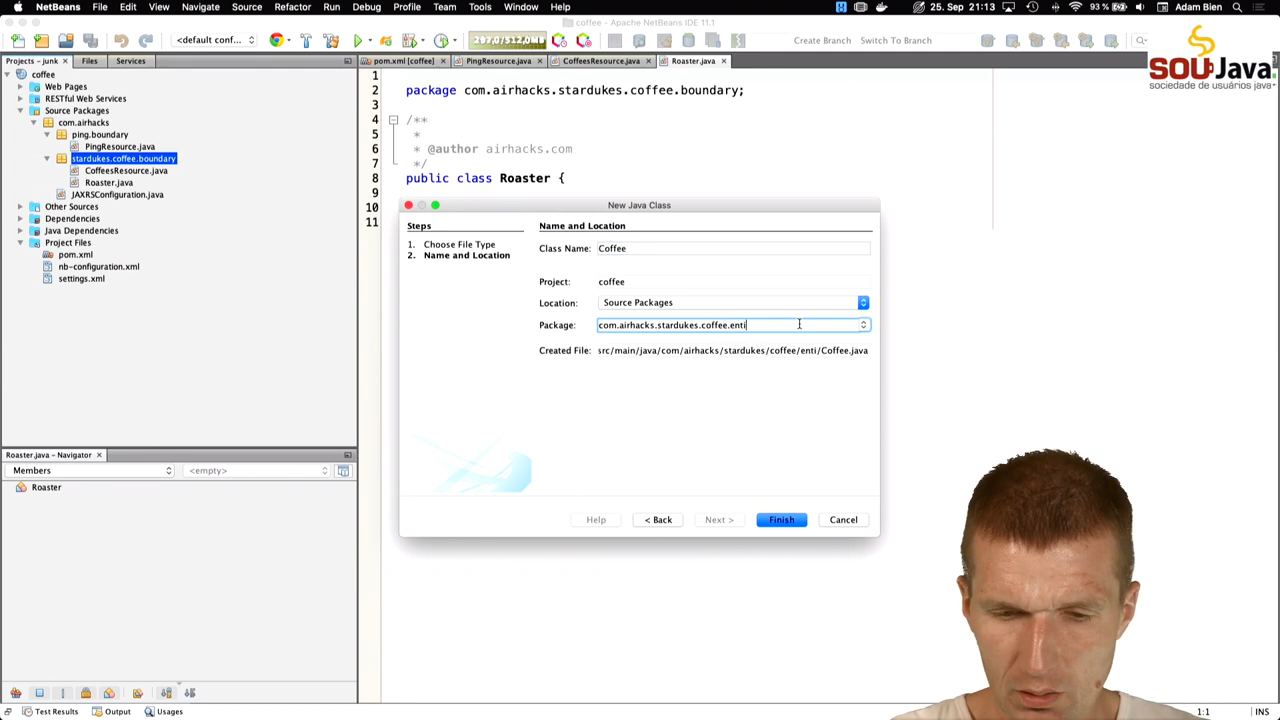 NetBeans File Edit View Navigate Source Refactor Run Debug Profile Team Tools Window Help
25. Sep 21:13 93% Adam Bien
coffee - Apache NetBeans IDE 11.1
<default conf... 297,0/512,0MB Create Branch Switch To Branch
SOUJava
sociedade de usuários java
Projects - junk Files Services
pom.xml [coffee] PingResource.java CoffeesResource.java Roaster.java
coffee
Web Pages
RESTful Web Services
Source Packages
com.airhacks
ping.boundary
PingResource.java
stardukes.coffee.boundary
CoffeesResource.java
Roaster.java
JAXRSConfiguration.java
Other Sources
Dependencies
Java Dependencies
Project Files
pom.xml
nb-configuration.xml
settings.xml
1
2 package com.airhacks.stardukes.coffee.boundary;
3
4 /**
5 *
6 * @author airhacks.com
7 */
8 public class Roaster {
9
10
11
New Java Class
Steps
1. Choose File Type
2. Name and Location
Name and Location
Class Name: Coffee
Project: coffee
Location: Source Packages
Package: com.airhacks.stardukes.coffee.enti
Created File: src/main/java/com/airhacks/stardukes/coffee/enti/Coffee.java
Help < Back Next > Finish Cancel
Roaster.java - Navigator
Members <empty>
Roaster
Test Results Output Usages
1:1 INS